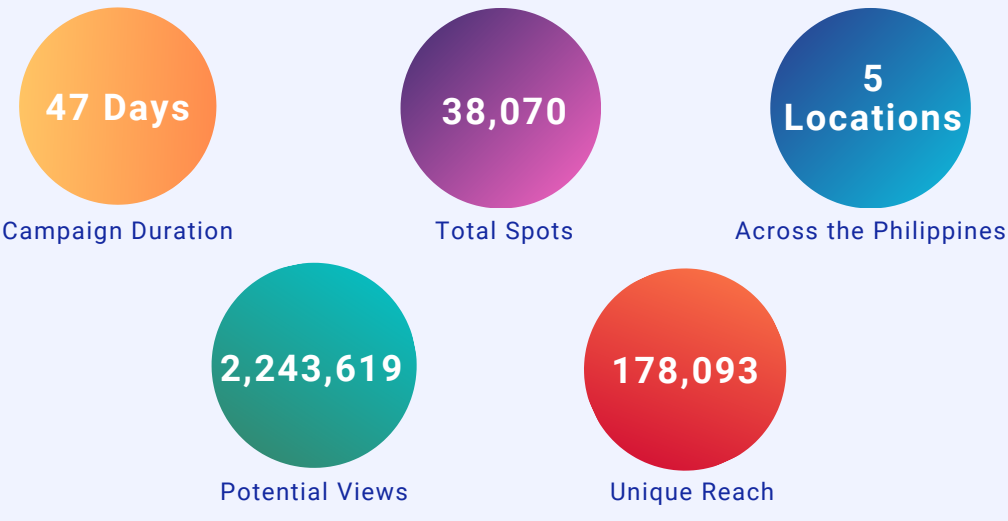 47 Days
Campaign Duration
38,070
Total Spots
5
Locations
Across the Philippines
2,243,619
Potential Views
178,093
Unique Reach